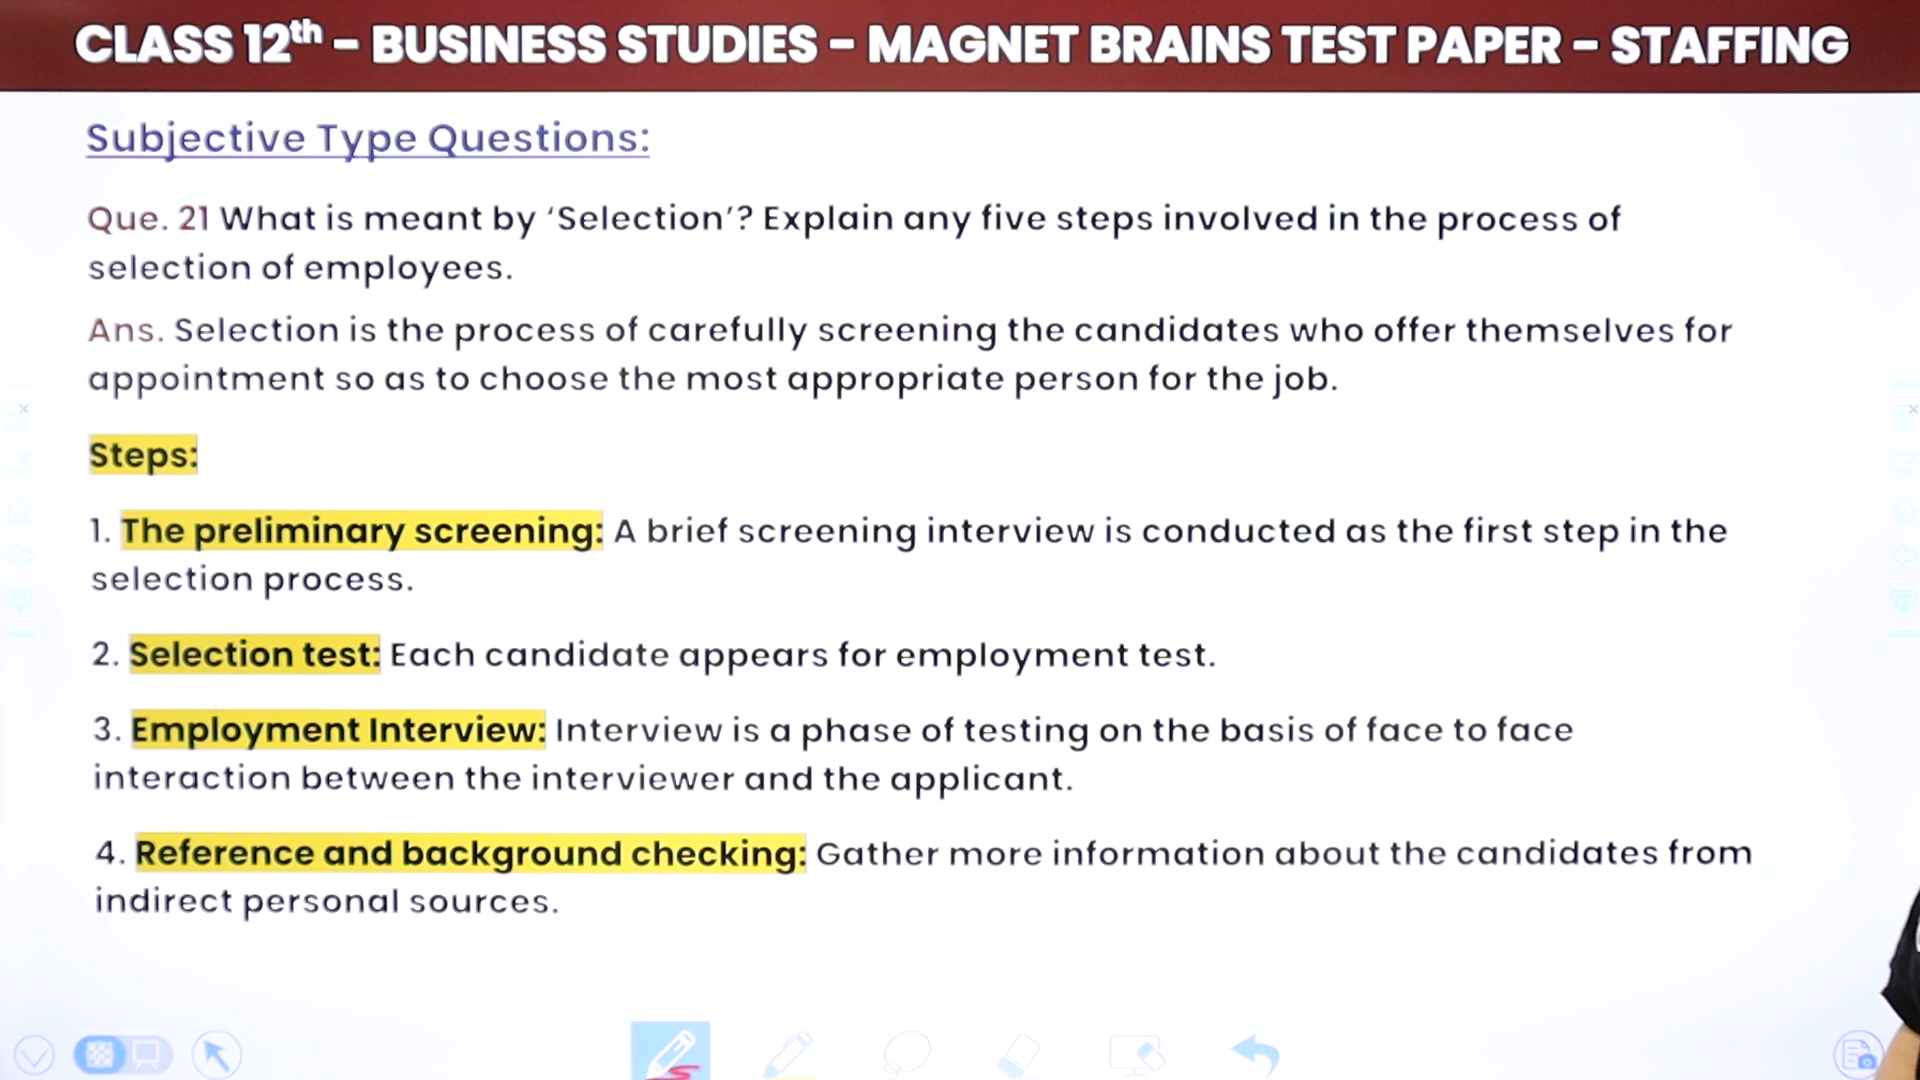 CLASS 12th – BUSINESS STUDIES – MAGNET BRAINS TEST PAPER – STAFFING
Subjective Type Questions:
Que. 21 What is meant by ‘Selection’? Explain any five steps involved in the process of
selection of employees.
Ans. Selection is the process of carefully screening the candidates who offer themselves for
appointment so as to choose the most appropriate person for the job.
Steps:
1. The preliminary screening: A brief screening interview is conducted as the first step in the
selection process.
2. Selection test: Each candidate appears for employment test.
3. Employment Interview: Interview is a phase of testing on the basis of face to face
interaction between the interviewer and the applicant.
4. Reference and background checking: Gather more information about the candidates from
indirect personal sources.